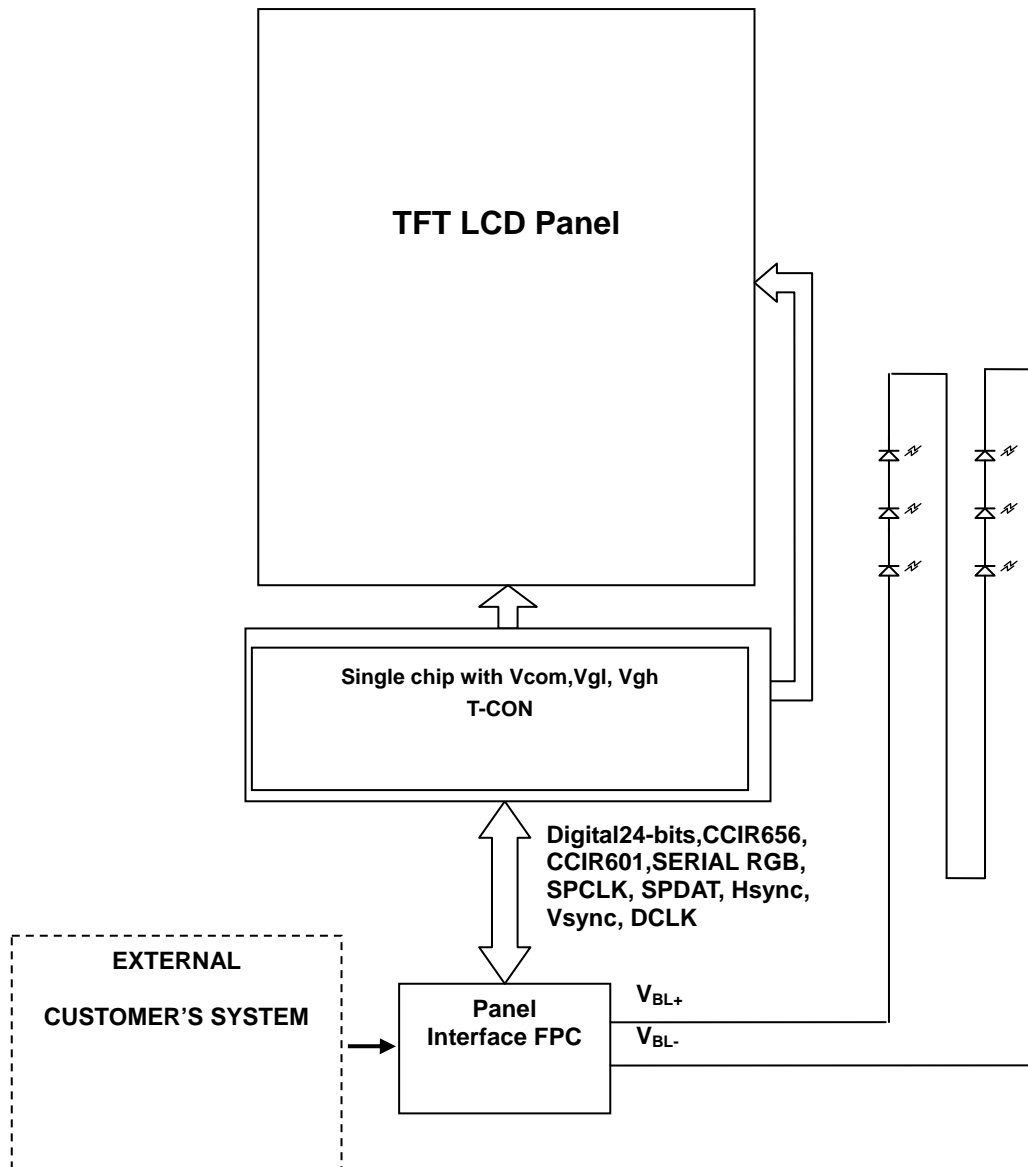 TFT LCD Panel
Single chip with Vcom,Vgl, Vgh
T-CON
Digital24-bits,CCIR656,
CCIR601,SERIAL RGB,
SPCLK, SPDAT, Hsync,
Vsync, DCLK
EXTERNAL
CUSTOMER’S SYSTEM
Panel
Interface FPC
VBL+
VBL-